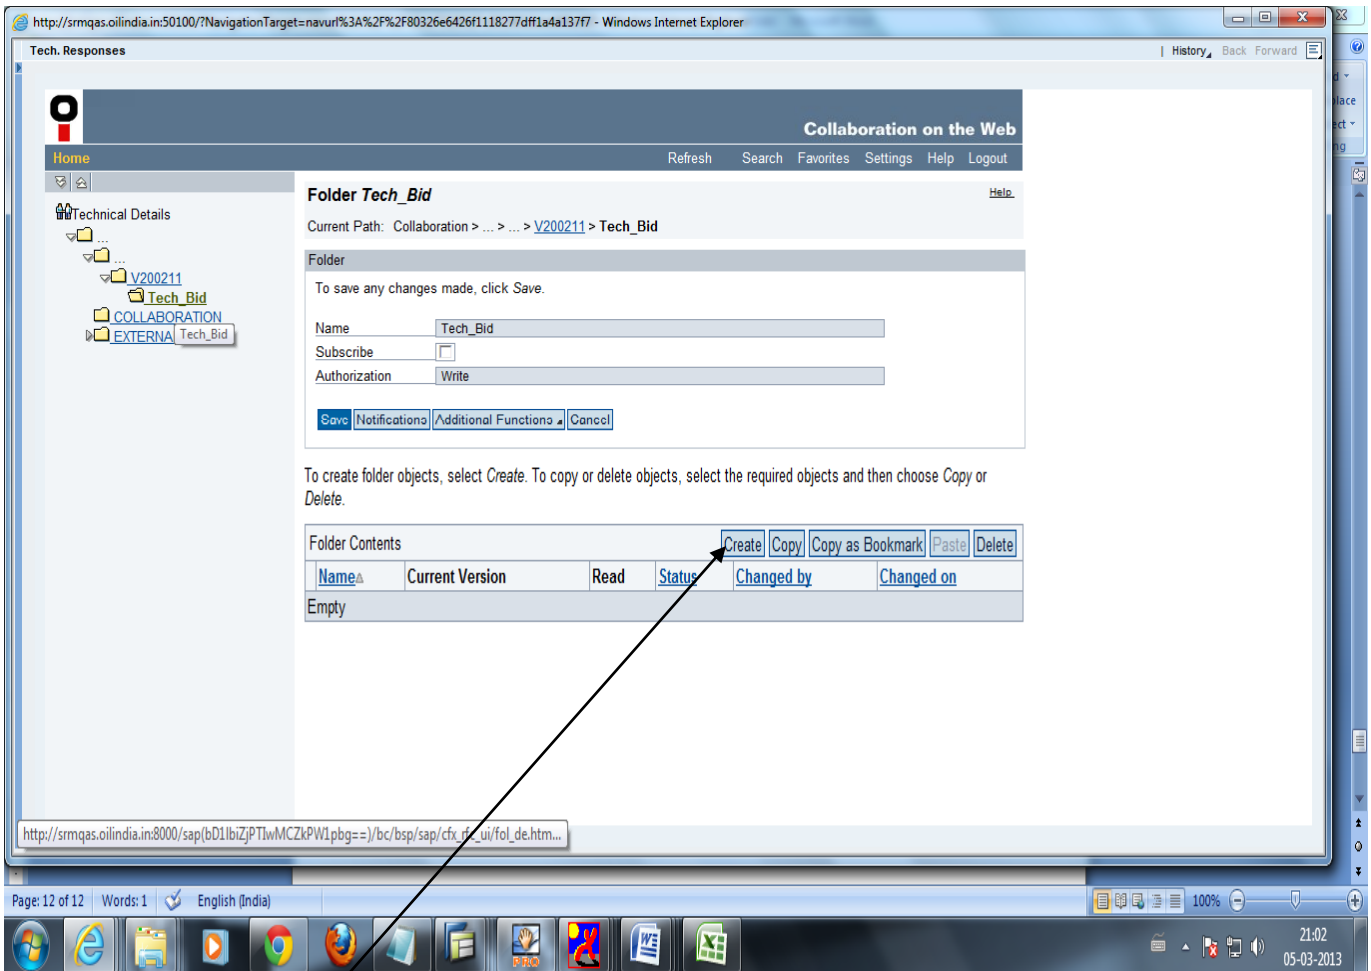 http://srmqas.oilindia.in:50100/?NavigationTarget=navurl%3A%2F%2F80326e6426f1118277dff1a4a137f7 - Windows Internet Explorer
Tech. Responses
| History Back Forward
Collaboration on the Web
Home Refresh Search Favorites Settings Help Logout
Folder Tech_Bid Help
Current Path: Collaboration > ... > ... > V200211 > Tech_Bid
Technical Details
...
...
V200211
Tech_Bid
COLLABORATION
EXTERNA
Tech_Bid
Folder
To save any changes made, click Save.
Name Tech_Bid
Subscribe
Authorization Write
Save Notifications Additional Functions Cancel
To create folder objects, select Create. To copy or delete objects, select the required objects and then choose Copy or
Delete.
Folder Contents Create Copy Copy as Bookmark Paste Delete
Name Current Version Read Status Changed by Changed on
Empty
http://srmqas.oilindia.in:8000/sap(bD1lbiZjPTIwMCZkPW1pbg==)/bc/bsp/sap/cfx_rfc_ui/fol_de.htm...
d
place
ect
ng
Page: 12 of 12 Words: 1 English (India) 100%
PRO
21:02
05-03-2013